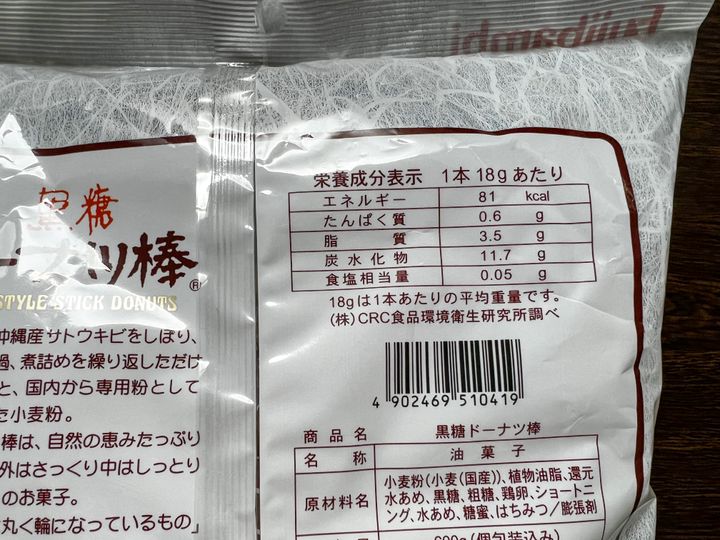 Fujibambi
黒糖
ーナツ棒®
STYLE STICK DONUTS
沖縄産サトウキビをしぼり、
煮詰めを繰り返しただけ
と、国内から専用粉として
た小麦粉。
棒は、自然の恵みたっぷり
外はさっくり中はしっとり
のお菓子。
丸く輪になっているもの」
栄養成分表示 1本18gあたり
エネルギー 81 kcal
たんぱく質 0.6 g
脂質 3.5 g
炭水化物 11.7 g
食塩相当量 0.05 g
18gは1本あたりの平均重量です。
(株)CRC食品環境衛生研究所調べ
4 902469 510419
商品名 黒糖ドーナツ棒
名称 油菓子
原材料名 小麦粉(小麦(国産))、植物油脂、還元
水あめ、黒糖、粗糖、鶏卵、ショートニ
ング、水あめ、糖蜜、はちみつ/膨張剤
(個包装込み)